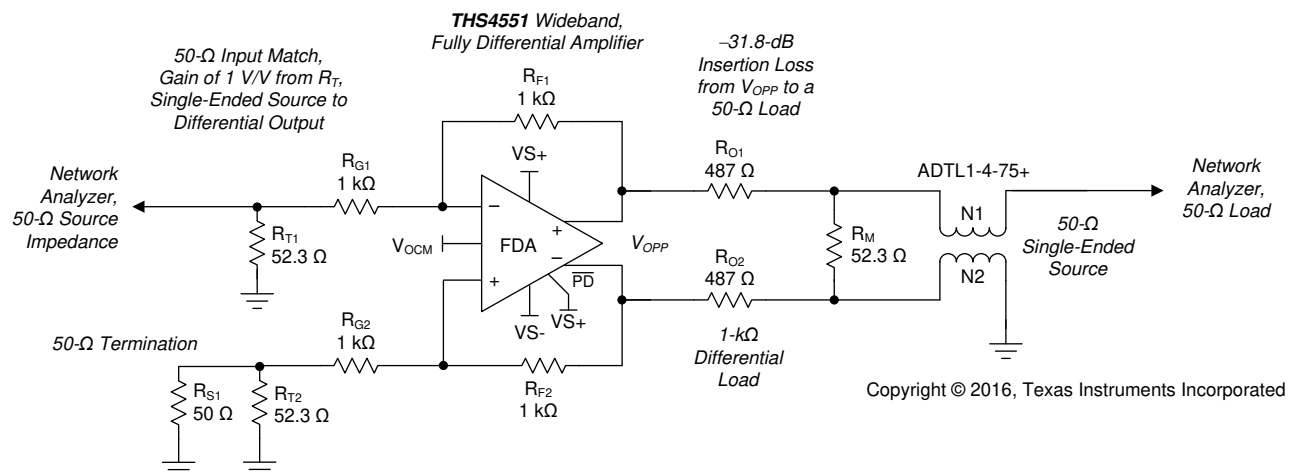 THS4551 Wideband,
Fully Differential Amplifier
50-Ω Input Match,
Gain of 1 V/V from RT,
Single-Ended Source to
Differential Output
–31.8-dB
Insertion Loss
from VOPP to a
50-Ω Load
RF1
1 kΩ
Network
Analyzer,
50-Ω Source
Impedance
RG1
1 kΩ
VS+
RO1
487 Ω
ADTL1-4-75+
Network
Analyzer,
50-Ω Load
RT1
52.3 Ω
VOCM
−
+
FDA
+
−
VOPP
PD
VS-
VS+
RM
52.3 Ω
N1
N2
50-Ω
Single-Ended
Source
RO2
487 Ω
50-Ω Termination
RG2
1 kΩ
RF2
1 kΩ
1-kΩ
Differential
Load
RS1
50 Ω
RT2
52.3 Ω
Copyright © 2016, Texas Instruments Incorporated